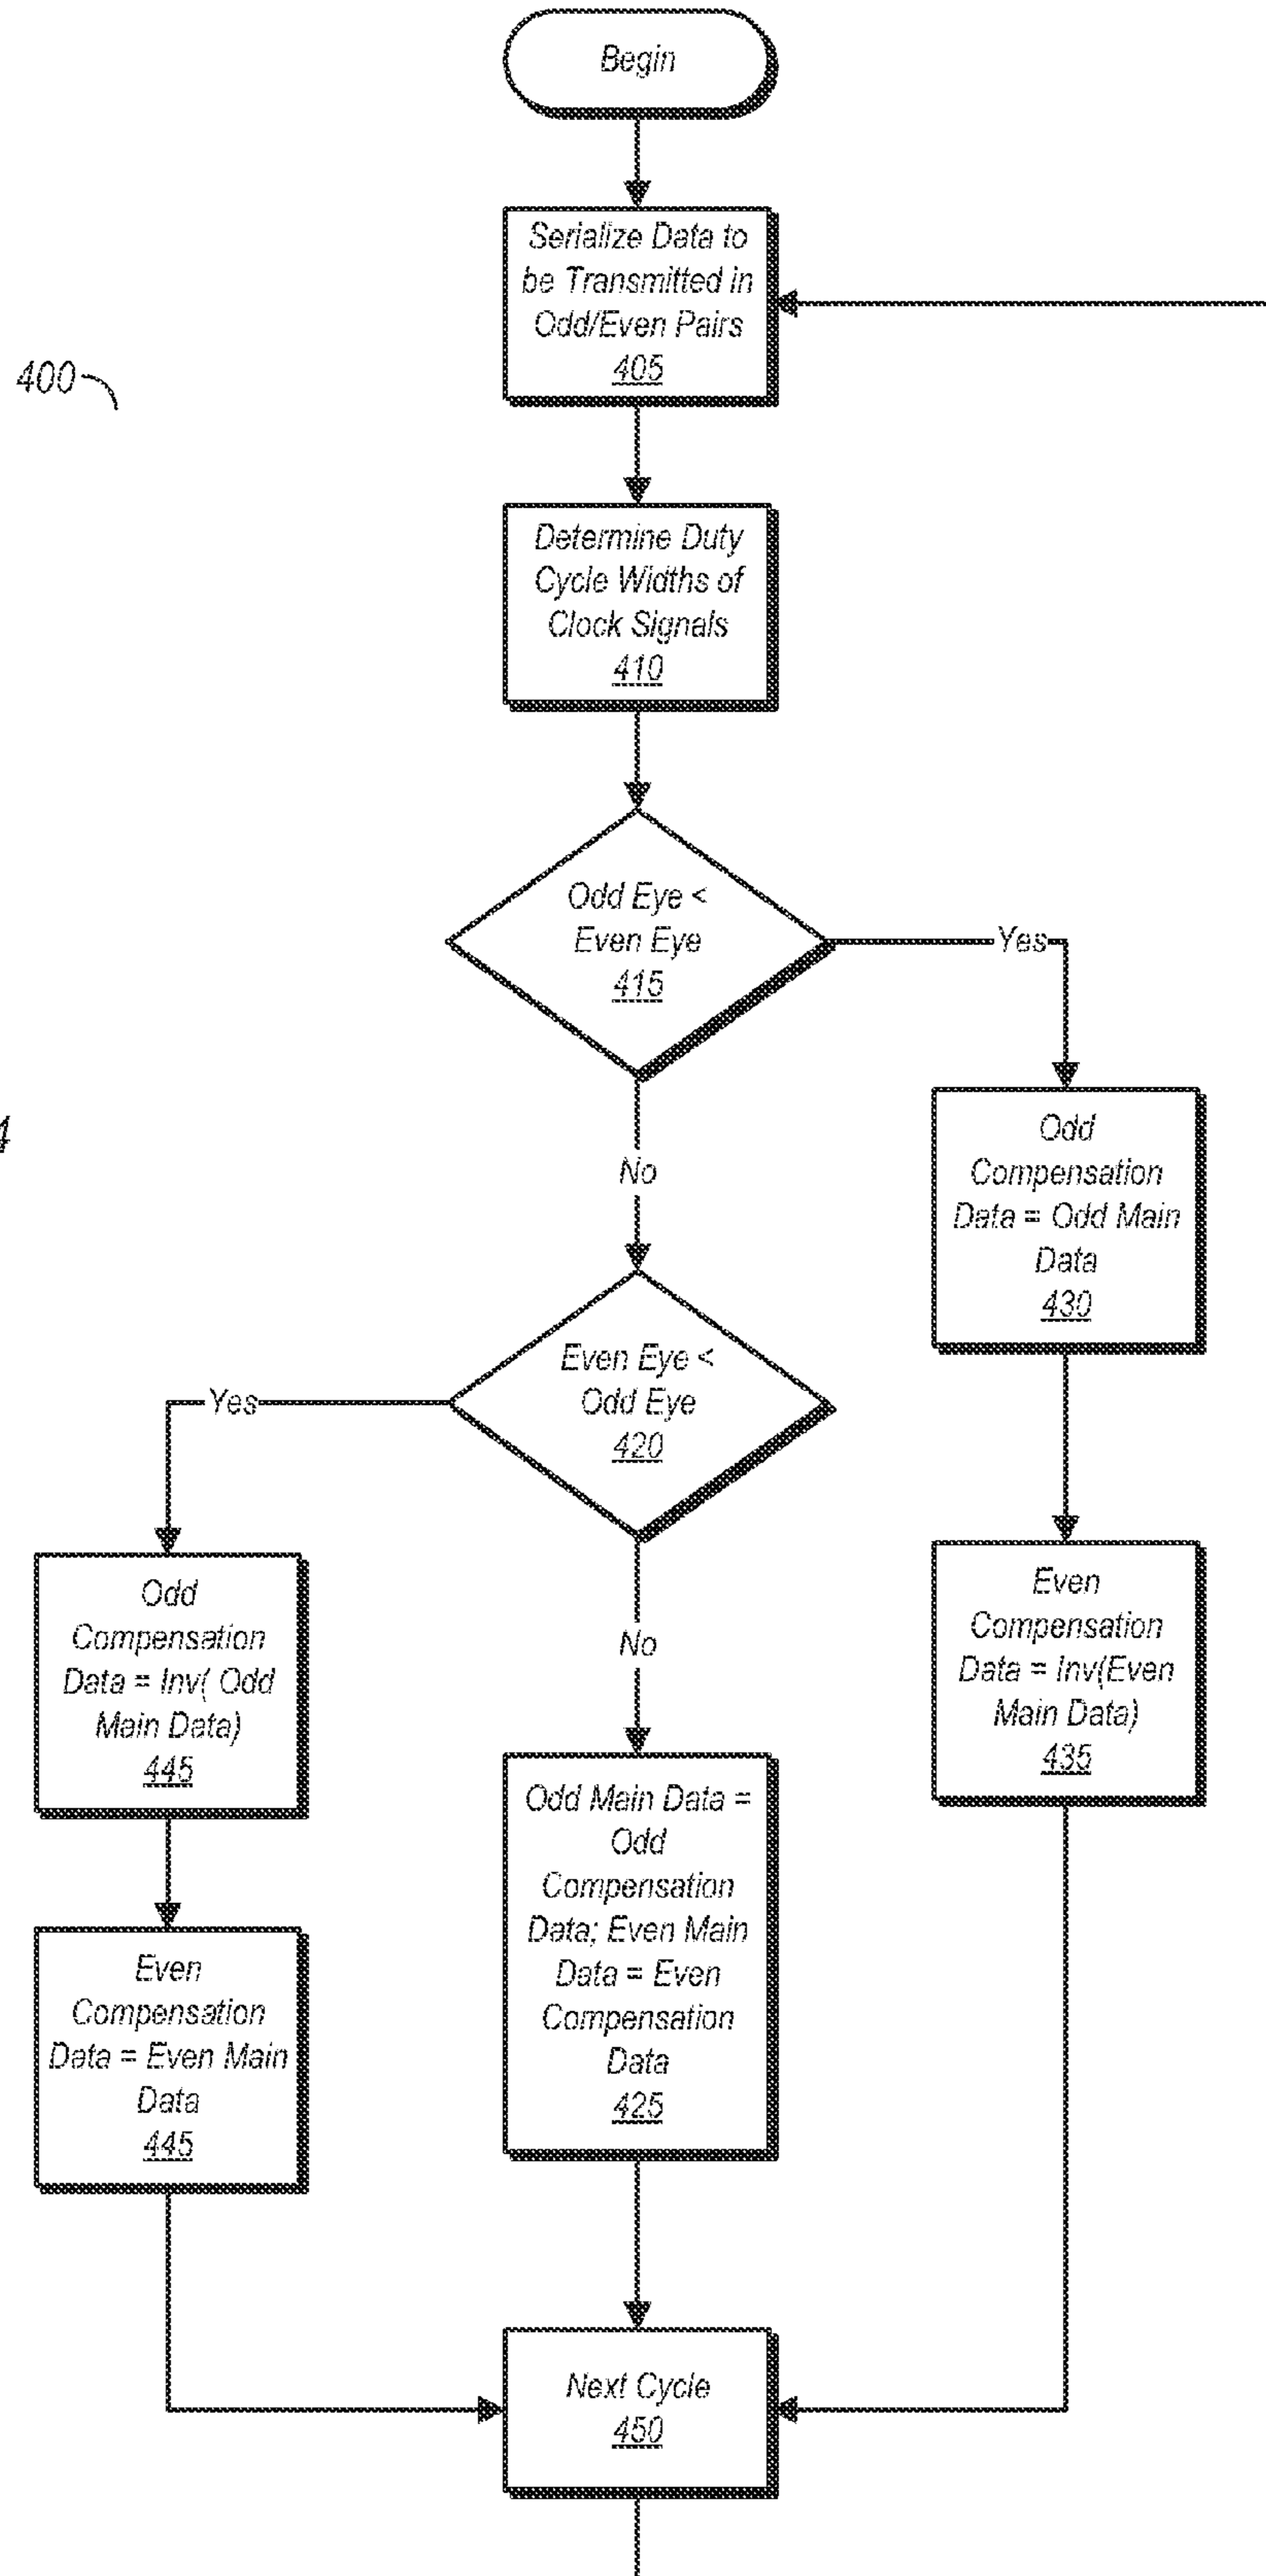 Begin
Serialize Data to
be Transmitted in
Odd/Even Pairs
405
400
Determine Duty
Cycle Widths of
Clock Signals
410
Odd Eye <
Even Eye
415
Yes
No
4
Odd
Compensation
Data = Odd Main
Data
430
Even Eye <
Odd Eye
420
Yes
No
Even
Compensation
Data = Inv(Even
Main Data)
435
Odd
Compensation
Data = Inv( Odd
Main Data)
445
Odd Main Data =
Odd
Compensation
Data; Even Main
Data = Even
Compensation
Data
425
Even
Compensation
Data = Even Main
Data
445
Next Cycle
450